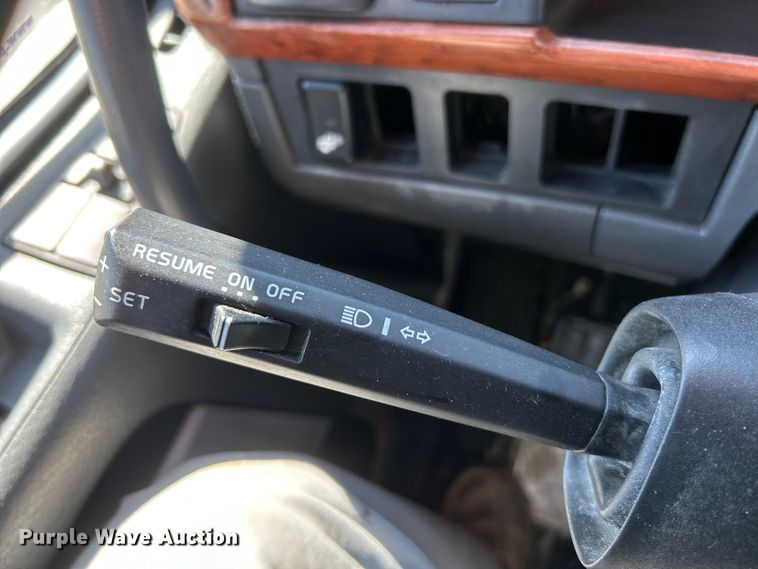 RESUME ON OFF
+
- SET
Purple Wave Auction